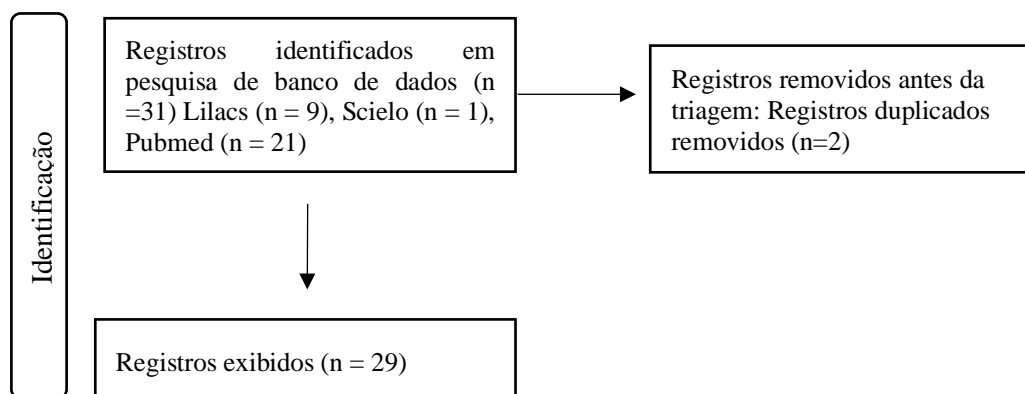 Identificação
Registros identificados em
pesquisa de banco de dados (n
=31) Lilacs (n = 9), Scielo (n = 1),
Pubmed (n = 21)
Registros removidos antes da
triagem: Registros duplicados
removidos (n=2)
Registros exibidos (n = 29)